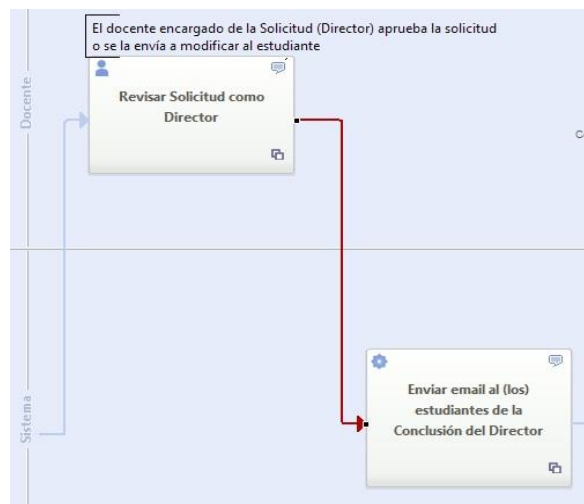 El docente encargado de la Solicitud (Director) aprueba la solicitud
o se la envía a modificar al estudiante
Docente
Revisar Solicitud como
Director
Sistema
Enviar email al (los)
estudiantes de la
Conclusión del Director